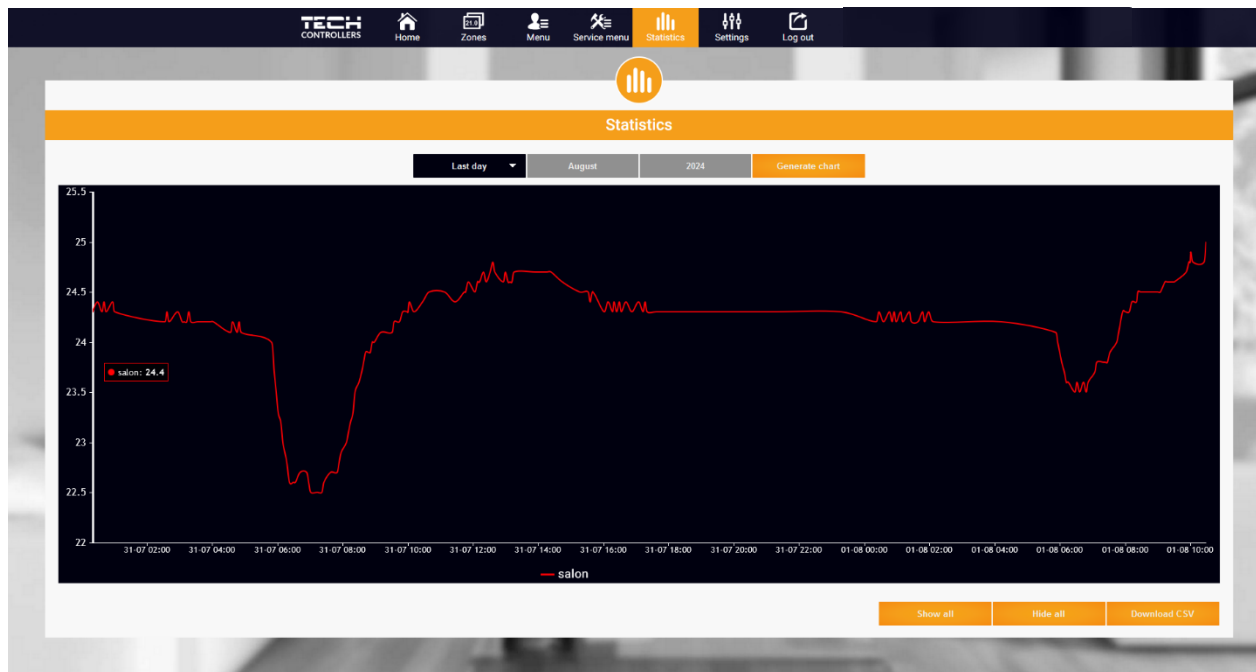 TECH
CONTROLLERS
Home
21.0
Zones
Menu
Service menu
Statistics
Settings
Log out
Statistics
Last day
August
2024
Generate chart
25.5
25
24.5
24
23.5
23
22.5
22
salon: 24.4
31-07 02:00 31-07 04:00 31-07 06:00 31-07 08:00 31-07 10:00 31-07 12:00 31-07 14:00 31-07 16:00 31-07 18:00 31-07 20:00 31-07 22:00 01-08 00:00 01-08 02:00 01-08 04:00 01-08 06:00 01-08 08:00 01-08 10:00
salon
Show all
Hide all
Download CSV